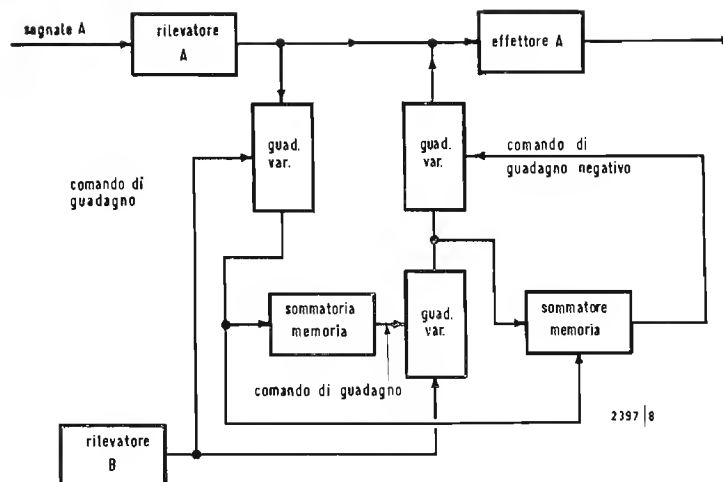 segnale A
rilevatore
A
effettore A
guad.
var.
guad.
var.
comando di
guadagno negativo
comando di
guadagno
sommatoria
memoria
guad.
var.
sommatore
memoria
comando di guadagno
2397|8
rilevatore
B